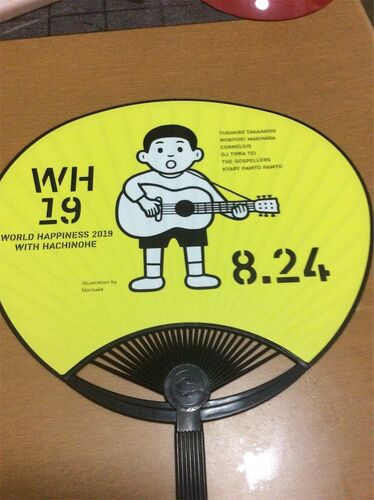 YUKIHIRO TAKAHASHI
NORIYUKI MAKIHARA
CORNELIUS
DJ TOWA TEI
THE GOSPELLERS
KYARY PAMYU PAMYU
WH
19
WORLD HAPPINESS 2019
WITH HACHINOHE
8.24
Illustration by
Noritake